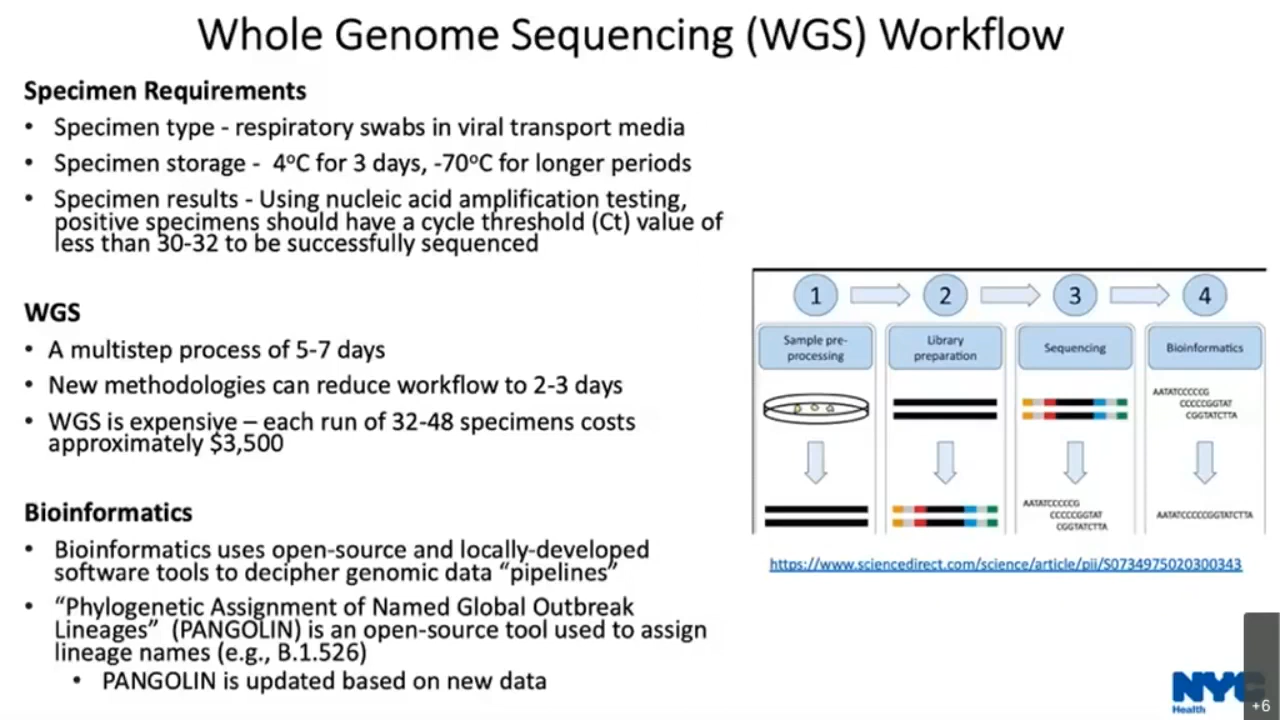 Whole Genome Sequencing (WGS) Workflow
Specimen Requirements
• Specimen type - respiratory swabs in viral transport media
• Specimen storage - 4ºC for 3 days, -70ºC for longer periods
• Specimen results - Using nucleic acid amplification testing,
positive specimens should have a cycle threshold (Ct) value of
less than 30-32 to be successfully sequenced
WGS
• A multistep process of 5-7 days
• New methodologies can reduce workflow to 2-3 days
• WGS is expensive – each run of 32-48 specimens costs
approximately $3,500
Bioinformatics
• Bioinformatics uses open-source and locally-developed
software tools to decipher genomic data “pipelines”
• “Phylogenetic Assignment of Named Global Outbreak
Lineages” (PANGOLIN) is an open-source tool used to assign
lineage names (e.g., B.1.526)
• PANGOLIN is updated based on new data
1 2 3 4
Sample pre-
processing
Library
preparation
Sequencing
Bioinformatics
AATATCCCCCG
CCCCCGGTAT
CGGTATCTTA
AATATCCCCCG
CCCCCGGTAT
CGGTATCTTA
AATATCCCCCGGTATCTTA
https://www.sciencedirect.com/science/article/pii/S0734975020300343
NYC
Health
+6